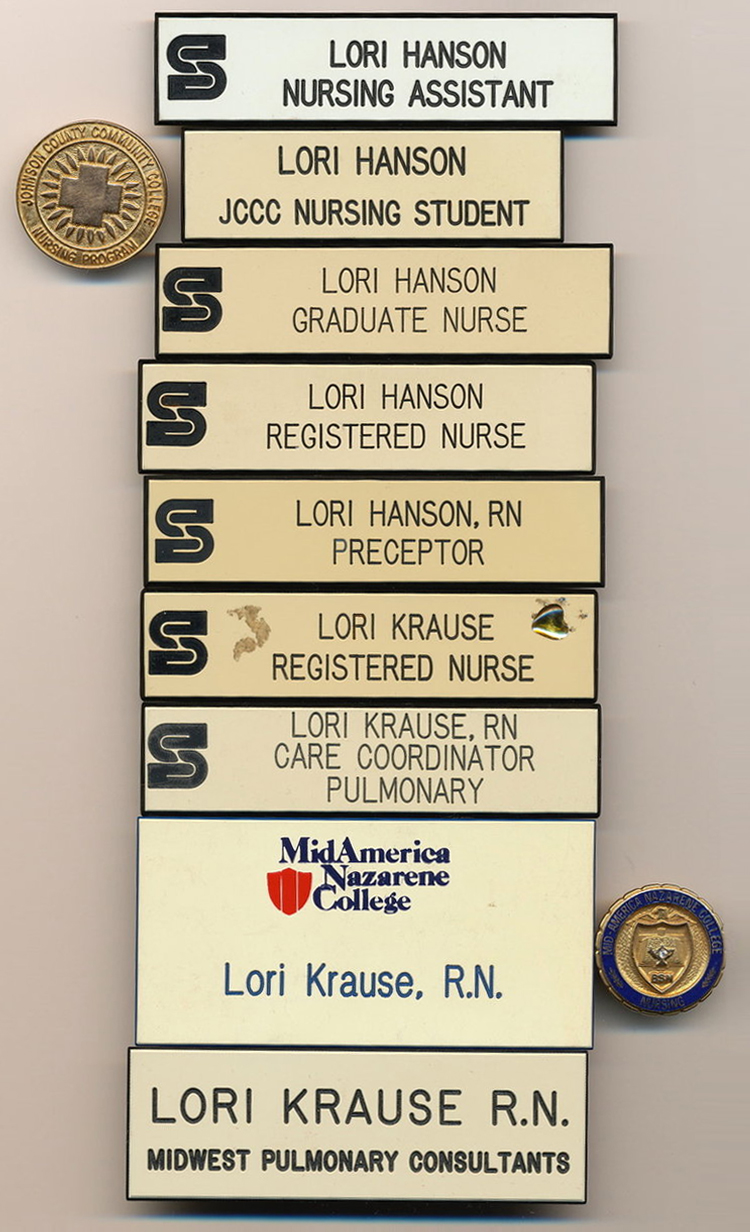 LORI HANSON
NURSING ASSISTANT
JOHNSON COUNTY COMMUNITY COLLEGE
NURSING PROGRAM
LORI HANSON
JCCC NURSING STUDENT
LORI HANSON
GRADUATE NURSE
LORI HANSON
REGISTERED NURSE
LORI HANSON, RN
PRECEPTOR
LORI KRAUSE
REGISTERED NURSE
LORI KRAUSE, RN
CARE COORDINATOR
PULMONARY
MidAmerica
Nazarene
College
Lori Krause, R.N.
MID-AMERICA NAZARENE COLLEGE
BSN
NURSING
LORI KRAUSE R.N.
MIDWEST PULMONARY CONSULTANTS